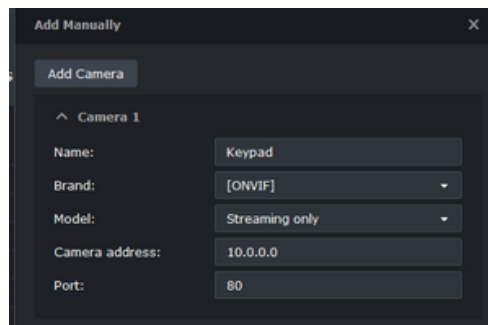 Add Manually
Add Camera
Camera 1
Name: Keypad
Brand: [ONVIF]
Model: Streaming only
Camera address: 10.0.0.0
Port: 80